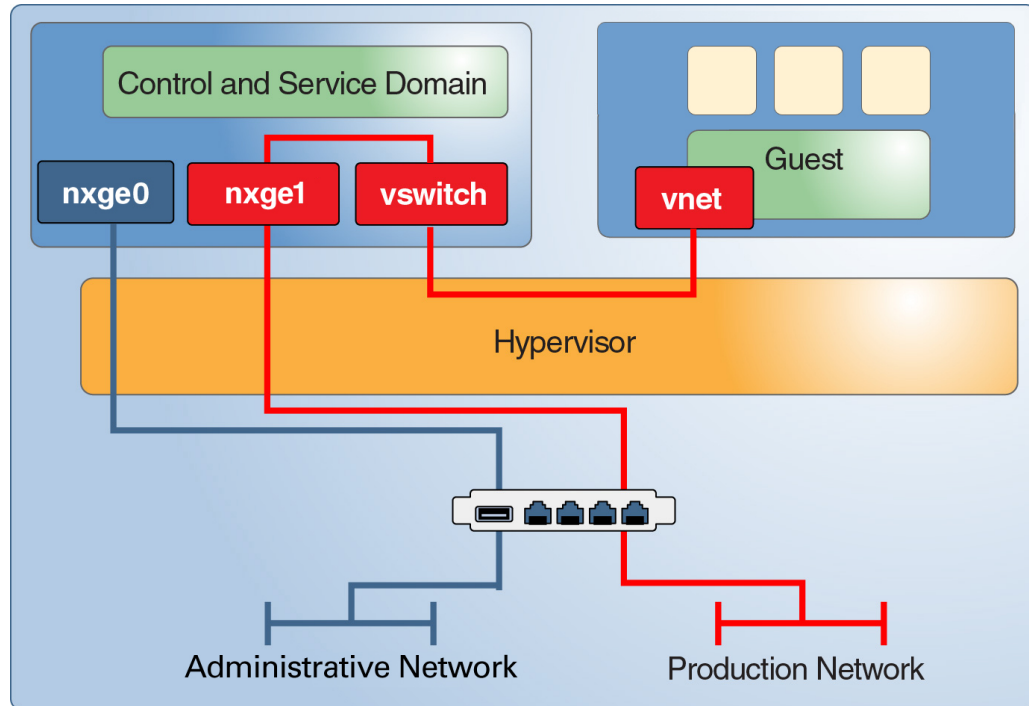 Control and Service Domain
Guest
nxge0
nxge1
vswitch
vnet
Hypervisor
Administrative Network
Production Network